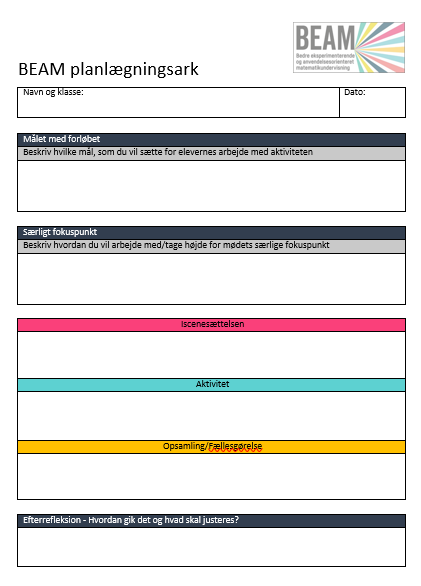 BEAM
Bedre eksperimenterende
og anvendelsesorienteret
matematikundervisning
BEAM planlægningsark
Navn og klasse: Dato:
Målet med forløbet
Beskriv hvilke mål, som du vil sætte for elevernes arbejde med aktiviteten
Særligt fokuspunkt
Beskriv hvordan du vil arbejde med/tage højde for mødets særlige fokuspunkt
Iscenesættelsen
Aktivitet
Opsamling/Fællesgørelse
Efterrefleksion - Hvordan gik det og hvad skal justeres?